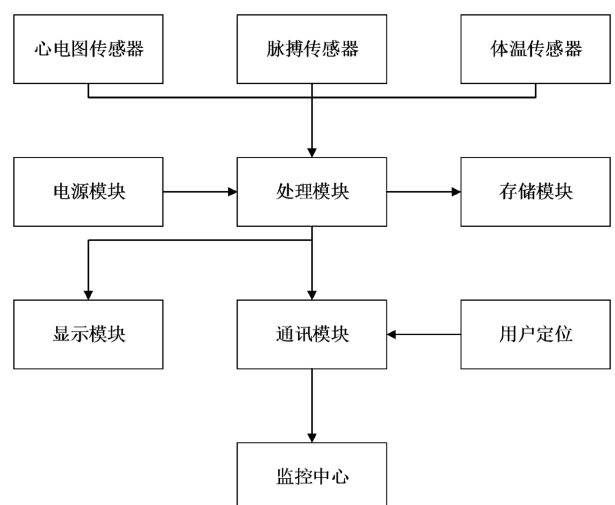 心电图传感器
脉搏传感器
体温传感器
电源模块
处理模块
存储模块
显示模块
通讯模块
用户定位
监控中心